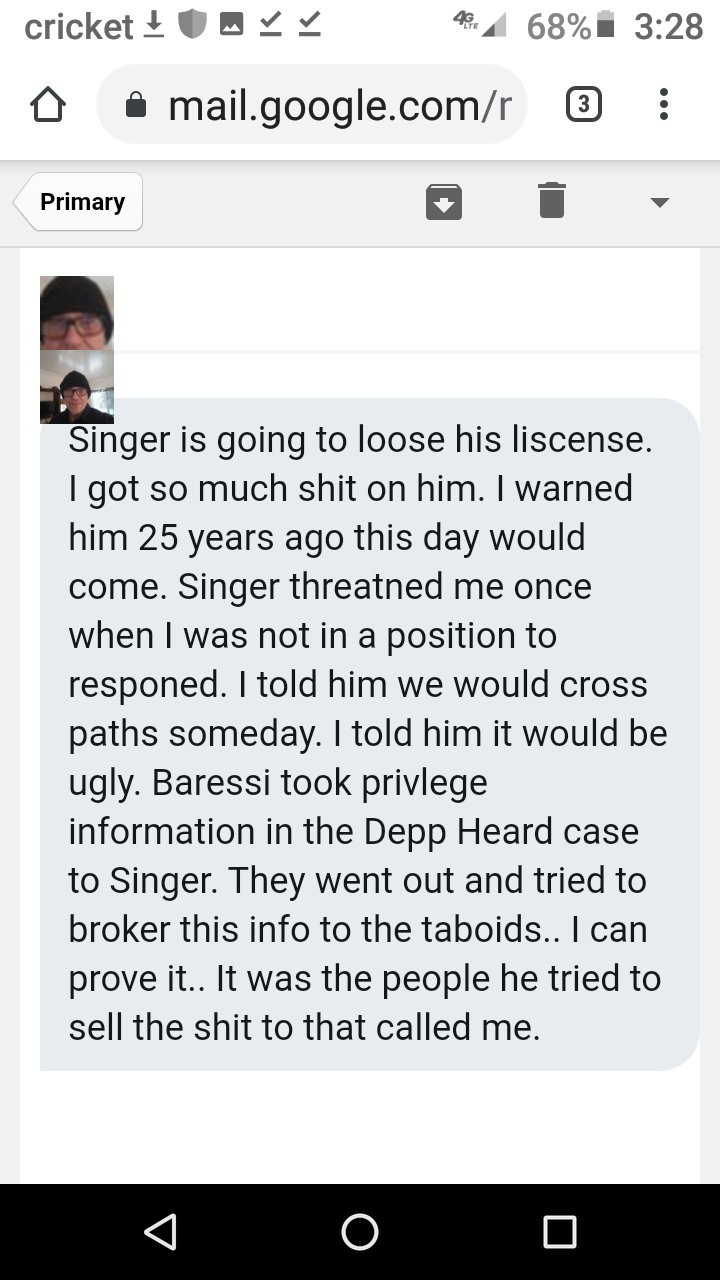 cricket 4G LTE 68% 3:28
mail.google.com/r 3
Primary
Singer is going to loose his liscense.
I got so much shit on him. I warned
him 25 years ago this day would
come. Singer threatned me once
when I was not in a position to
responed. I told him we would cross
paths someday. I told him it would be
ugly. Baressi took privlege
information in the Depp Heard case
to Singer. They went out and tried to
broker this info to the taboids.. I can
prove it.. It was the people he tried to
sell the shit to that called me.